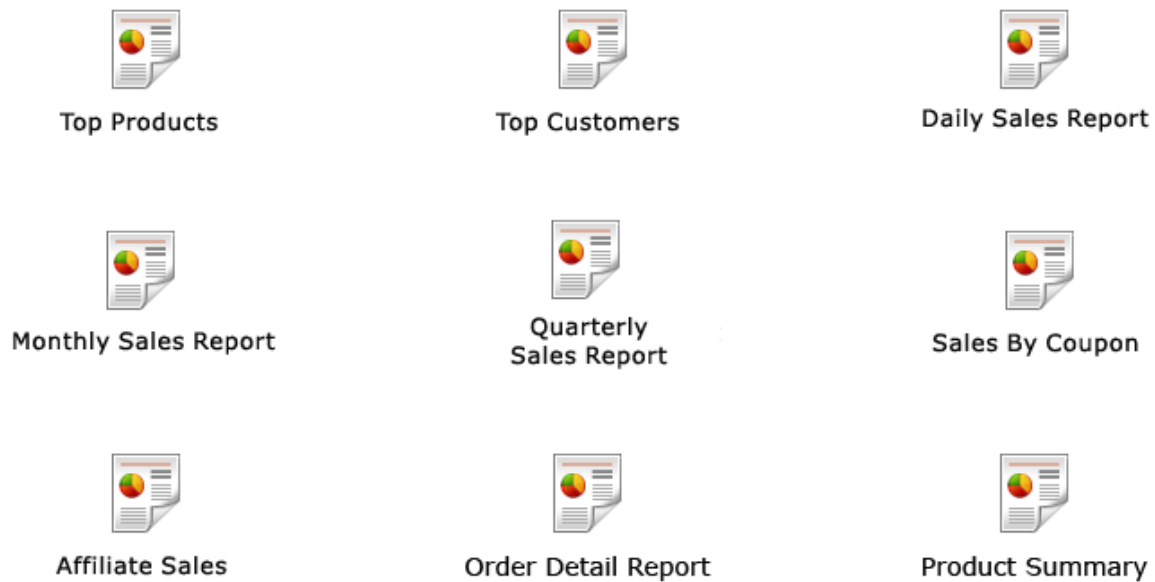 Top Products
Top Customers
Daily Sales Report
Monthly Sales Report
Quarterly
Sales Report
Sales By Coupon
Affiliate Sales
Order Detail Report
Product Summary